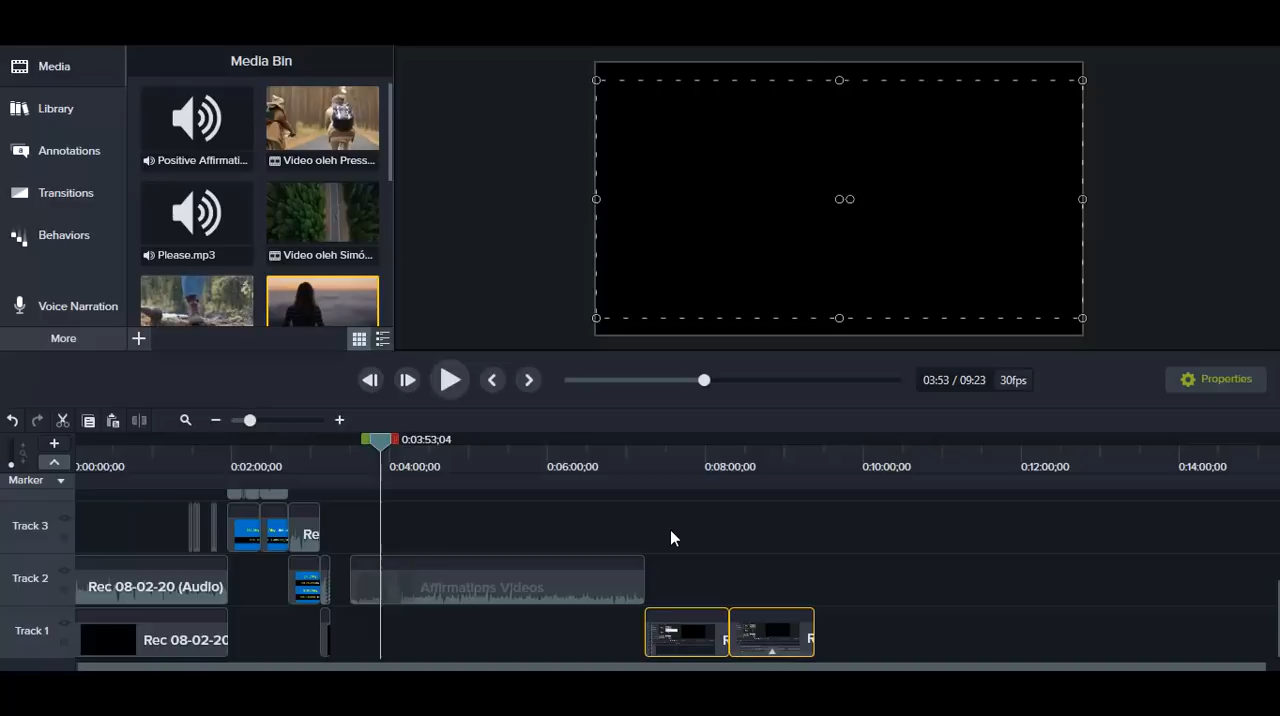 Media
Library
Annotations
Transitions
Behaviors
Voice Narration
More
Media Bin
Positive Affirmati...
Video oleh Press...
Please.mp3
Video oleh Simó...
03:53 / 09:23
30fps
Properties
0:03:53;04
0:00:00;00
0:02:00;00
0:04:00;00
0:06:00;00
0:08:00;00
0:10:00;00
0:12:00;00
0:14:00;00
Marker
Track 3
Re
Track 2
Rec 08-02-20 (Audio)
Affirmations Videos
Track 1
Rec 08-02-20